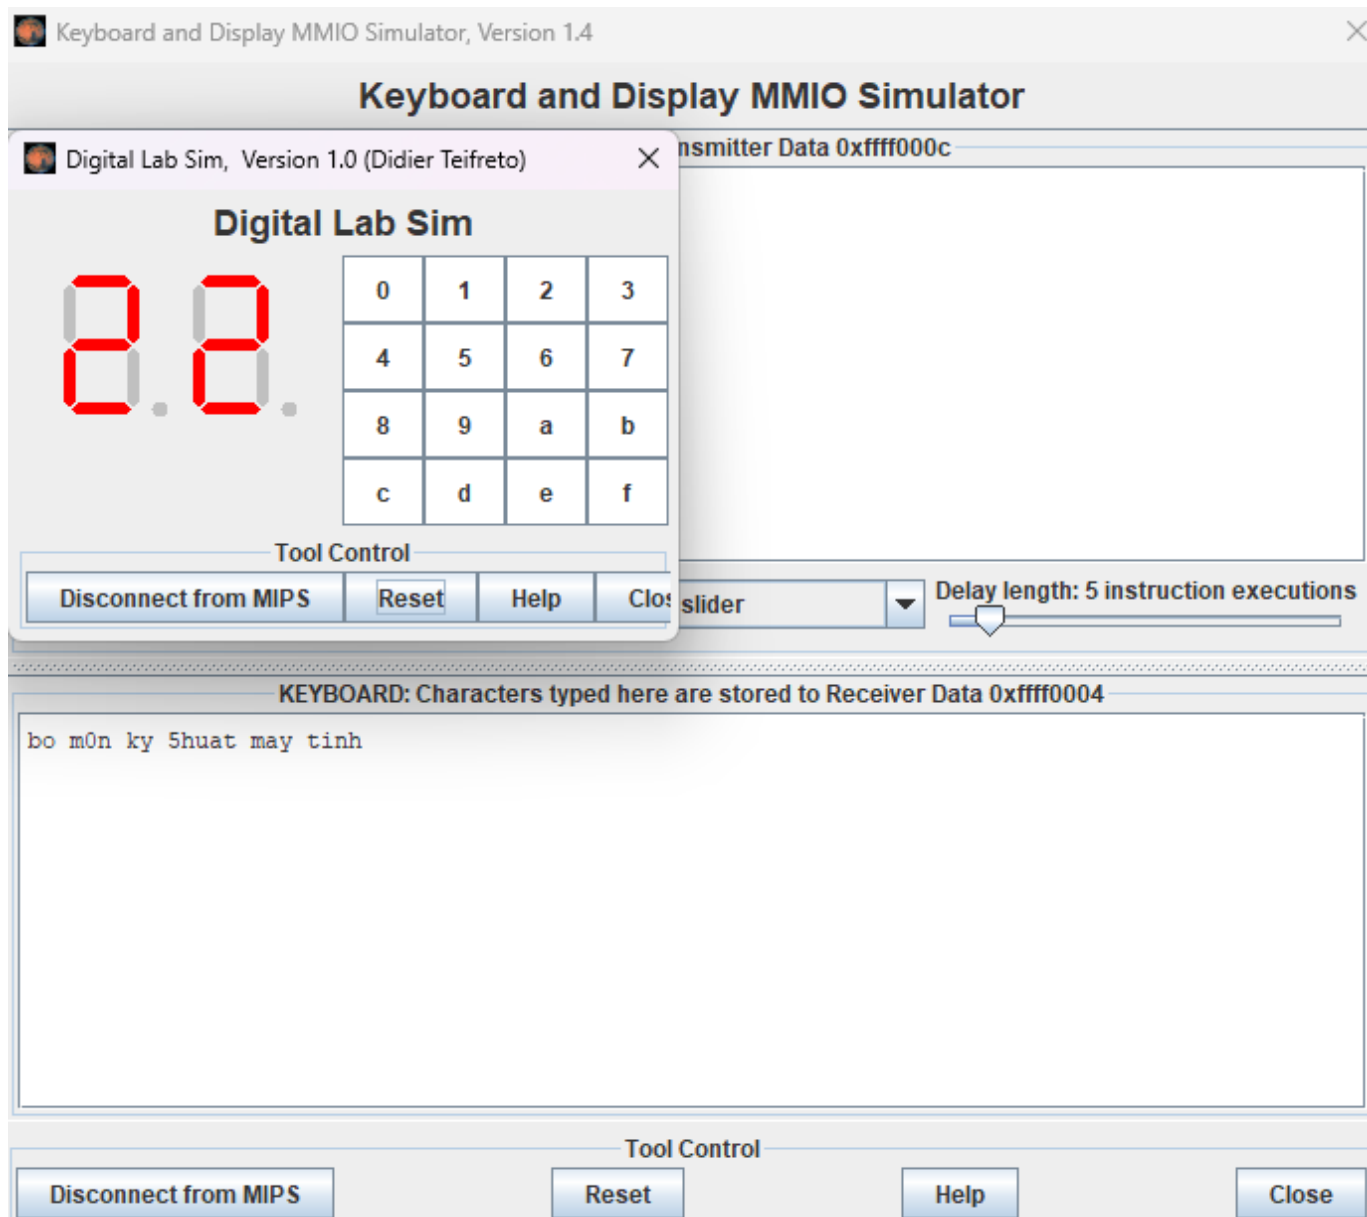 Keyboard and Display MMIO Simulator, Version 1.4
Keyboard and Display MMIO Simulator
Data 0xffff000c
Digital Lab Sim, Version 1.0 (Didier Teifreto)
Digital Lab Sim
22
0 1 2 3
4 5 6 7
8 9 a b
c d e f
Tool Control
Disconnect from MIPS Reset Help
slider
Delay length: 5 instruction executions
KEYBOARD: Characters typed here are stored to Receiver Data 0xffff0004
bo m0n ky 5huat may tinh
Tool Control
Disconnect from MIPS Reset Help Close